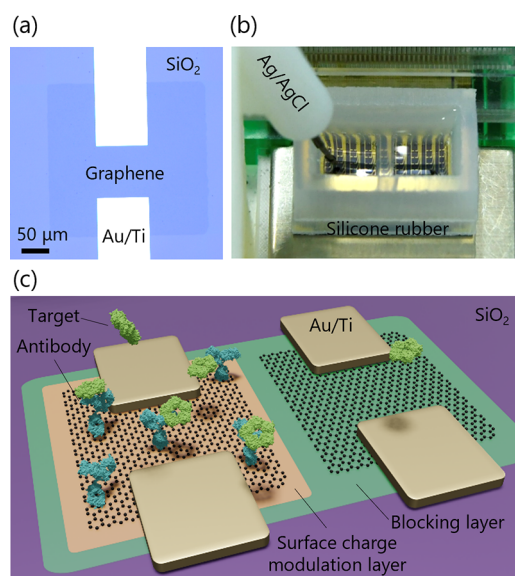 (a)
SiO₂
Graphene
50 μm
Au/Ti
(b)
Ag/AgCl
Silicone rubber
(c)
Target
Antibody
Au/Ti
SiO₂
Blocking layer
Surface charge
modulation layer